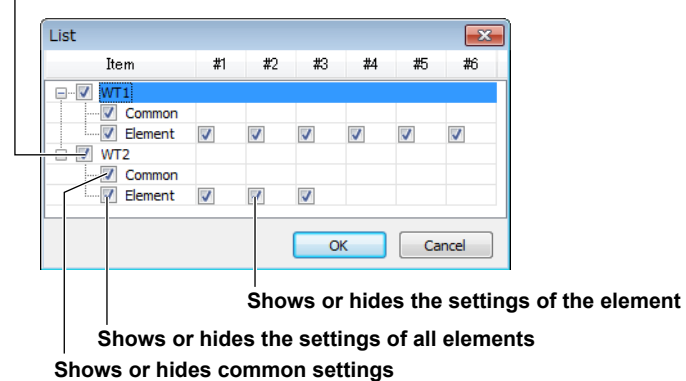 List
Item #1 #2 #3 #4 #5 #6
WT1
Common
Element
WT2
Common
Element
OK Cancel
Shows or hides the settings of the element
Shows or hides the settings of all elements
Shows or hides common settings